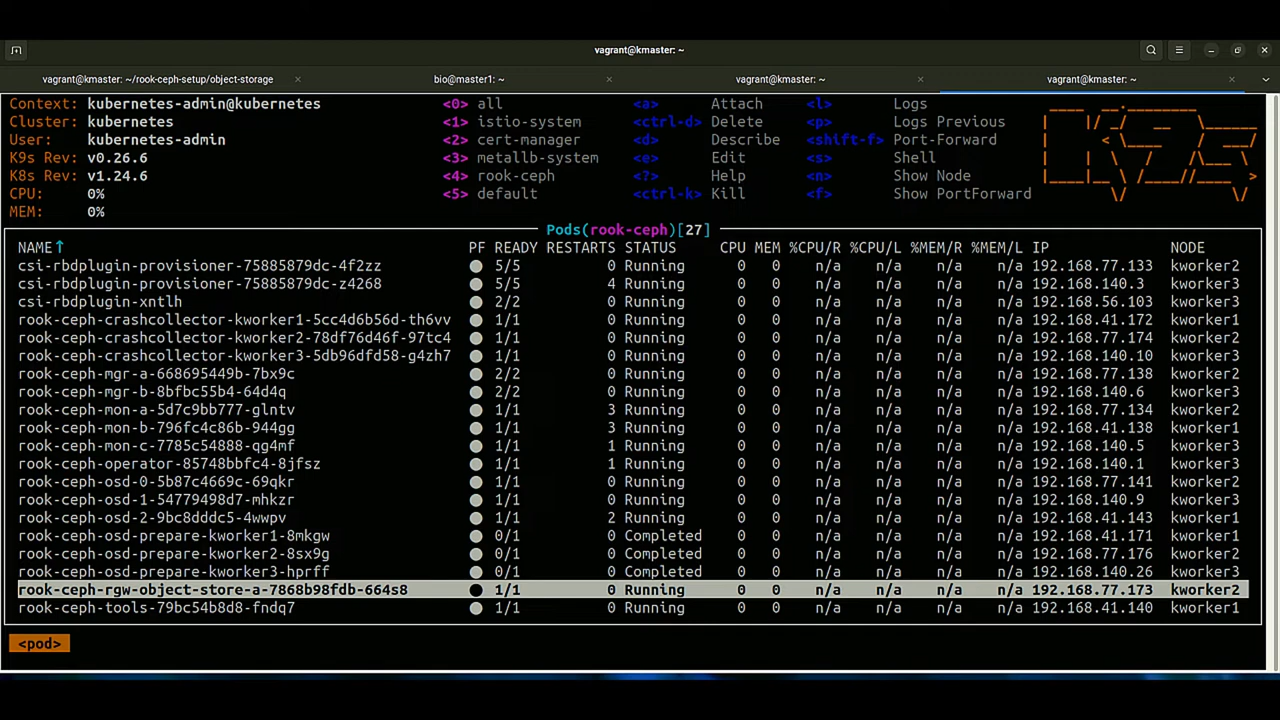 vagrant@kmaster: ~
vagrant@kmaster: ~/rook-ceph-setup/object-storage × bio@master1: ~ × vagrant@kmaster: ~ × vagrant@kmaster: ~ ×
Context: kubernetes-admin@kubernetes <0> all <a> Attach <l> Logs
Cluster: kubernetes <1> istio-system <ctrl-d> Delete <p> Logs Previous
User: kubernetes-admin <2> cert-manager <d> Describe <shift-f> Port-Forward
K9s Rev: v0.26.6 <3> metallb-system <e> Edit <s> Shell
K8s Rev: v1.24.6 <4> rook-ceph <?> Help <n> Show Node
CPU: 0% <5> default <ctrl-k> Kill <f> Show PortForward
MEM: 0%
Pods(rook-ceph)[27]
NAME↑ PF READY RESTARTS STATUS CPU MEM %CPU/R %CPU/L %MEM/R %MEM/L IP NODE
csi-rbdplugin-provisioner-75885879dc-4f2zz ● 5/5 0 Running 0 0 n/a n/a n/a n/a 192.168.77.133 kworker2
csi-rbdplugin-provisioner-75885879dc-z4268 ● 5/5 4 Running 0 0 n/a n/a n/a n/a 192.168.140.3 kworker3
csi-rbdplugin-xntlh ● 2/2 0 Running 0 0 n/a n/a n/a n/a 192.168.56.103 kworker3
rook-ceph-crashcollector-kworker1-5cc4d6b56d-th6vv ● 1/1 0 Running 0 0 n/a n/a n/a n/a 192.168.41.172 kworker1
rook-ceph-crashcollector-kworker2-78df76d46f-97tc4 ● 1/1 0 Running 0 0 n/a n/a n/a n/a 192.168.77.174 kworker2
rook-ceph-crashcollector-kworker3-5db96dfd58-g4zh7 ● 1/1 0 Running 0 0 n/a n/a n/a n/a 192.168.140.10 kworker3
rook-ceph-mgr-a-668695449b-7bx9c ● 2/2 0 Running 0 0 n/a n/a n/a n/a 192.168.77.138 kworker2
rook-ceph-mgr-b-8bfbc55b4-64d4q ● 2/2 0 Running 0 0 n/a n/a n/a n/a 192.168.140.6 kworker3
rook-ceph-mon-a-5d7c9bb777-glntv ● 1/1 3 Running 0 0 n/a n/a n/a n/a 192.168.77.134 kworker2
rook-ceph-mon-b-796fc4c86b-944gg ● 1/1 3 Running 0 0 n/a n/a n/a n/a 192.168.41.138 kworker1
rook-ceph-mon-c-7785c54888-qg4mf ● 1/1 1 Running 0 0 n/a n/a n/a n/a 192.168.140.5 kworker3
rook-ceph-operator-85748bbfc4-8jfsz ● 1/1 1 Running 0 0 n/a n/a n/a n/a 192.168.140.1 kworker3
rook-ceph-osd-0-5b87c4669c-69qkr ● 1/1 0 Running 0 0 n/a n/a n/a n/a 192.168.77.141 kworker2
rook-ceph-osd-1-54779498d7-mhkzr ● 1/1 0 Running 0 0 n/a n/a n/a n/a 192.168.140.9 kworker3
rook-ceph-osd-2-9bc8dddc5-4wwpv ● 1/1 2 Running 0 0 n/a n/a n/a n/a 192.168.41.143 kworker1
rook-ceph-osd-prepare-kworker1-8mkgw ● 0/1 0 Completed 0 0 n/a n/a n/a n/a 192.168.41.171 kworker1
rook-ceph-osd-prepare-kworker2-8sx9g ● 0/1 0 Completed 0 0 n/a n/a n/a n/a 192.168.77.176 kworker2
rook-ceph-osd-prepare-kworker3-hprff ● 0/1 0 Completed 0 0 n/a n/a n/a n/a 192.168.140.26 kworker3
rook-ceph-rgw-object-store-a-7868b98fdb-664s8 ● 1/1 0 Running 0 0 n/a n/a n/a n/a 192.168.77.173 kworker2
rook-ceph-tools-79bc54b8d8-fndq7 ● 1/1 0 Running 0 0 n/a n/a n/a n/a 192.168.41.140 kworker1
<pod>